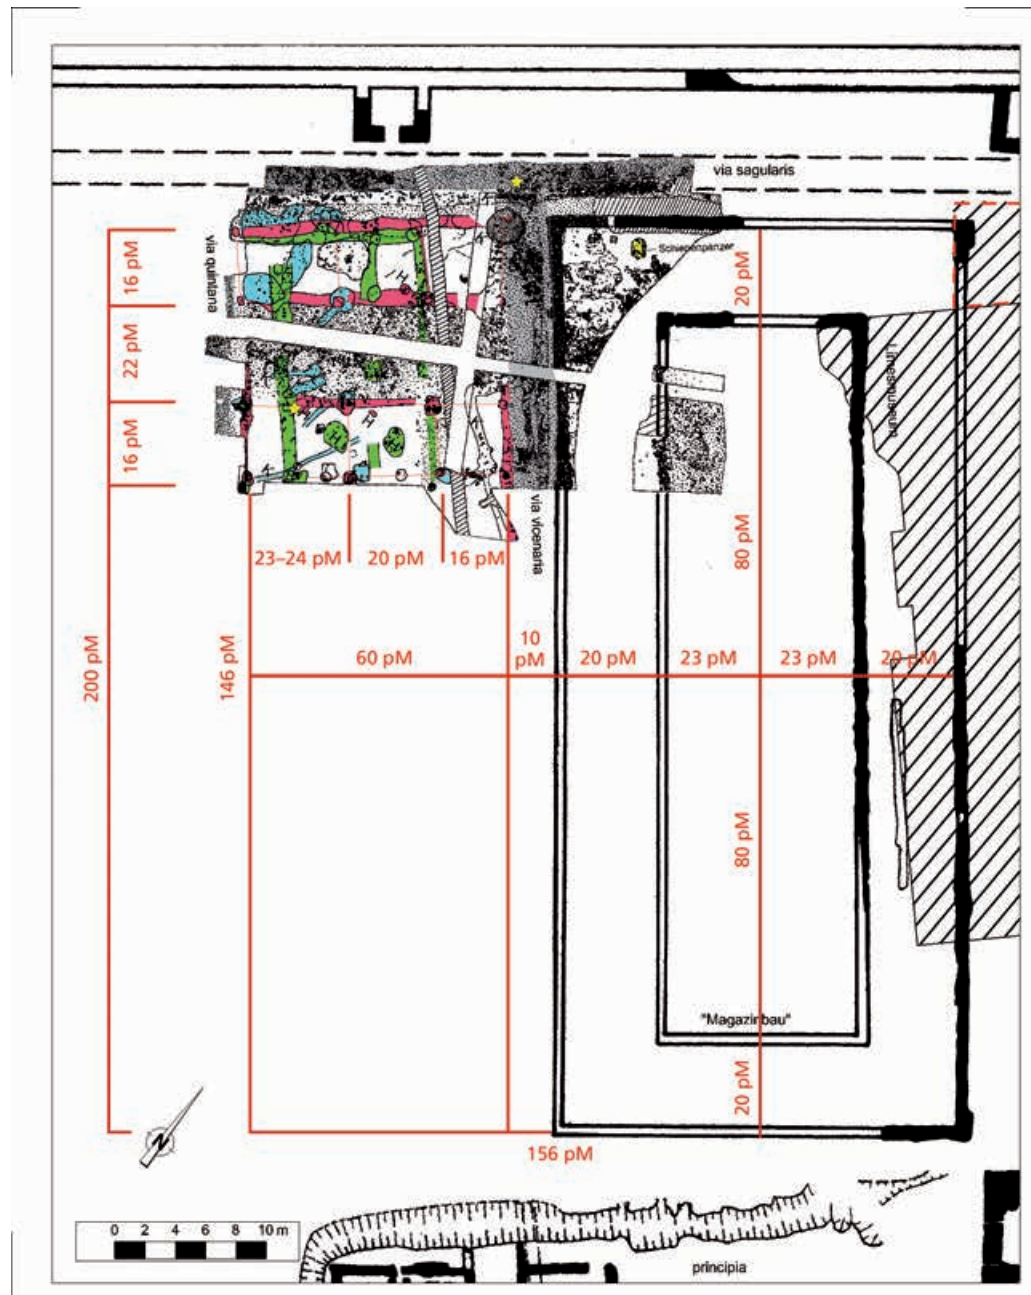 via sagularis
via quintana
Schienenpanzer
16 pM
22 pM
16 pM
20 pM
Limesmuseum
via vicenaria
23–24 pM
20 pM
16 pM
80 pM
200 pM
146 pM
60 pM
10
pM
20 pM
23 pM
23 pM
20 pM
80 pM
"Magazinbau"
20 pM
N
156 pM
0 2 4 6 8 10 m
principia